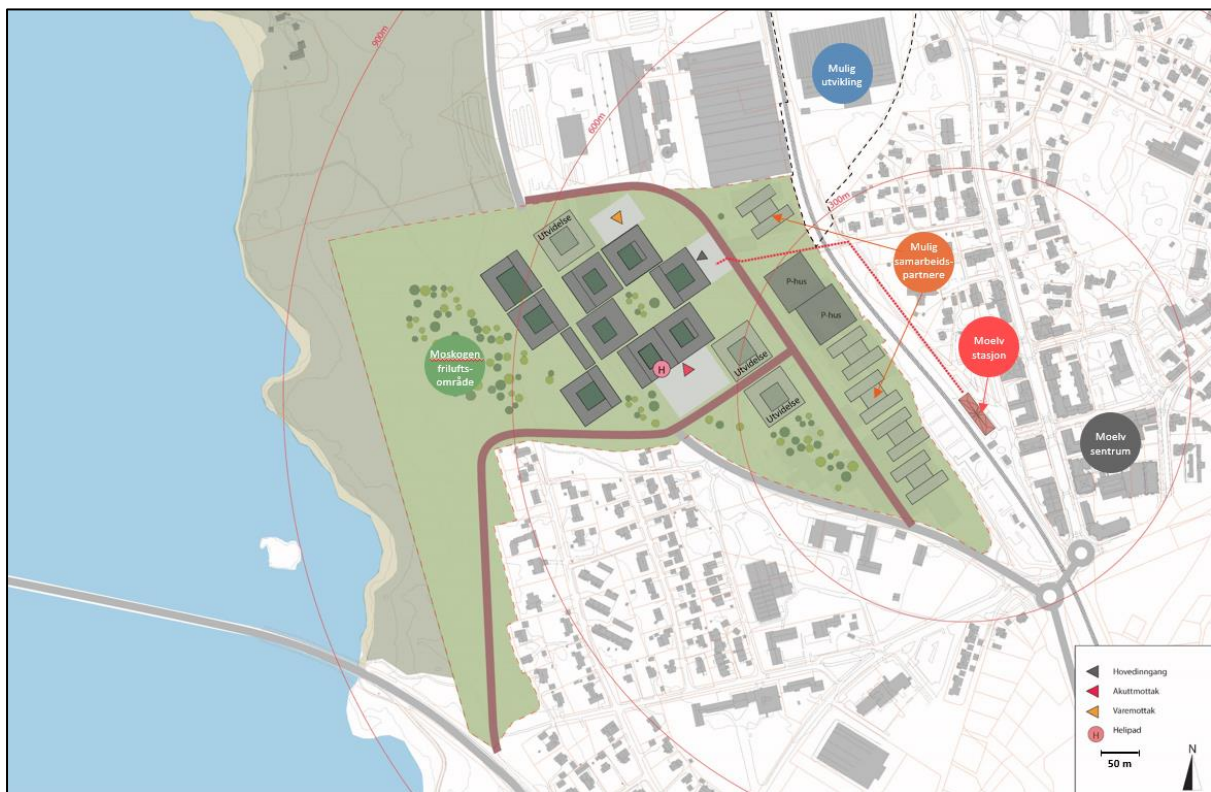 900m
600m
Mulig
utvikling
300m
Utvidelse
Mulig
samarbeids-
partnere
P-hus
P-hus
Moskogen
frilufts-
område
H
Utvidelse
Utvidelse
Moelv
stasjon
Moelv
sentrum
Hovedinngang
Akuttmottak
Varemottak
H Helipad
50 m
N